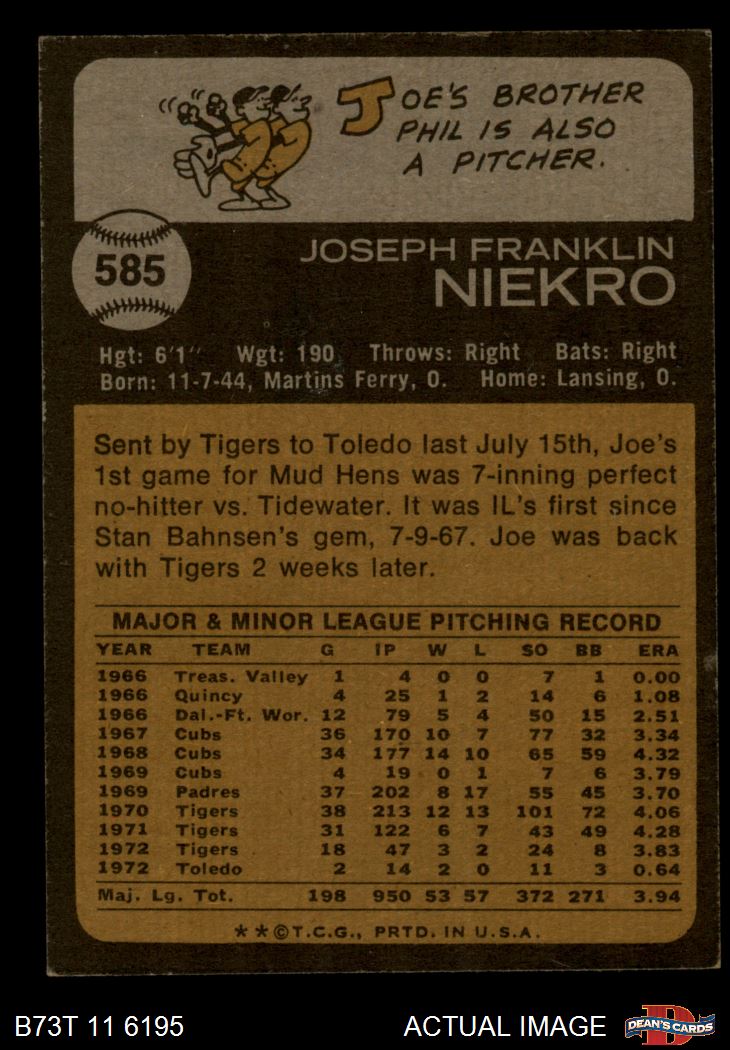 JOE'S BROTHER
PHIL IS ALSO
A PITCHER.
585
JOSEPH FRANKLIN
NIEKRO
Hgt: 6'1" Wgt: 190 Throws: Right Bats: Right
Born: 11-7-44, Martins Ferry, O. Home: Lansing, O.
Sent by Tigers to Toledo last July 15th, Joe's
1st game for Mud Hens was 7-inning perfect
no-hitter vs. Tidewater. It was IL's first since
Stan Bahnsen's gem, 7-9-67. Joe was back
with Tigers 2 weeks later.
MAJOR & MINOR LEAGUE PITCHING RECORD
YEAR TEAM G IP W L SO BB ERA
1966 Treas. Valley 1 4 0 0 7 1 0.00
1966 Quincy 4 25 1 2 14 6 1.08
1966 Dal.-Ft. Wor. 12 79 5 4 50 15 2.51
1967 Cubs 36 170 10 7 77 32 3.34
1968 Cubs 34 177 14 10 65 59 4.32
1969 Cubs 4 19 0 1 7 6 3.79
1969 Padres 37 202 8 17 55 45 3.70
1970 Tigers 38 213 12 13 101 72 4.06
1971 Tigers 31 122 6 7 43 49 4.28
1972 Tigers 18 47 3 2 24 8 3.83
1972 Toledo 2 14 2 0 11 3 0.64
Maj. Lg. Tot. 198 950 53 57 372 271 3.94
**©T.C.G., PRTD. IN U.S.A.
B73T 11 6195 ACTUAL IMAGE D DEAN'S CARDS